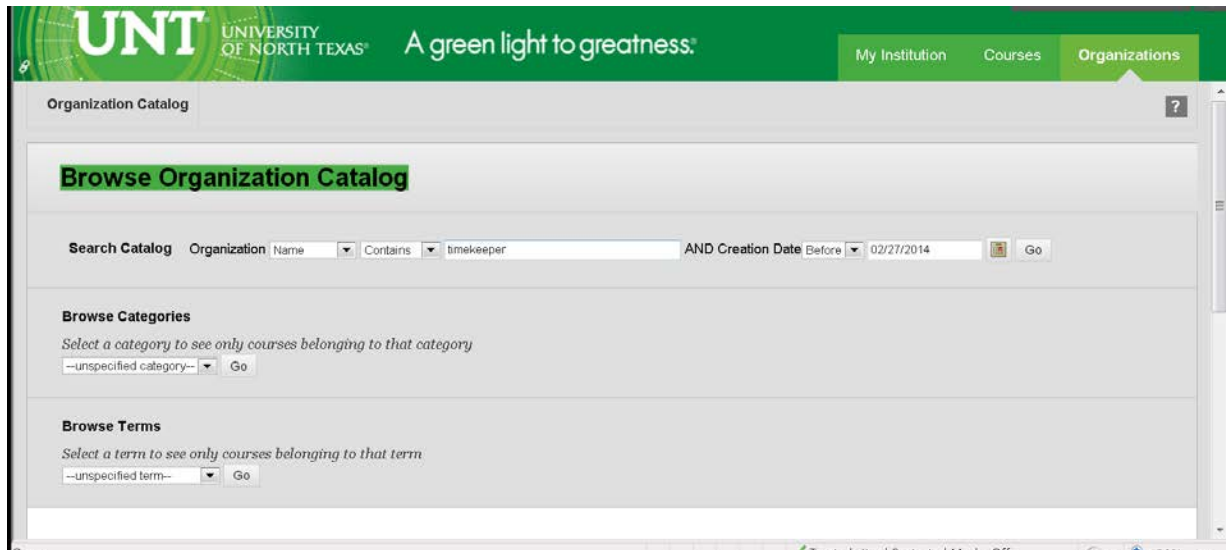 UNT UNIVERSITY OF NORTH TEXAS® A green light to greatness.®
My Institution Courses Organizations
Organization Catalog ?
Browse Organization Catalog
Search Catalog Organization Name Contains timekeeper AND Creation Date Before 02/27/2014 Go
Browse Categories
Select a category to see only courses belonging to that category
--unspecified category-- Go
Browse Terms
Select a term to see only courses belonging to that term
--unspecified term-- Go